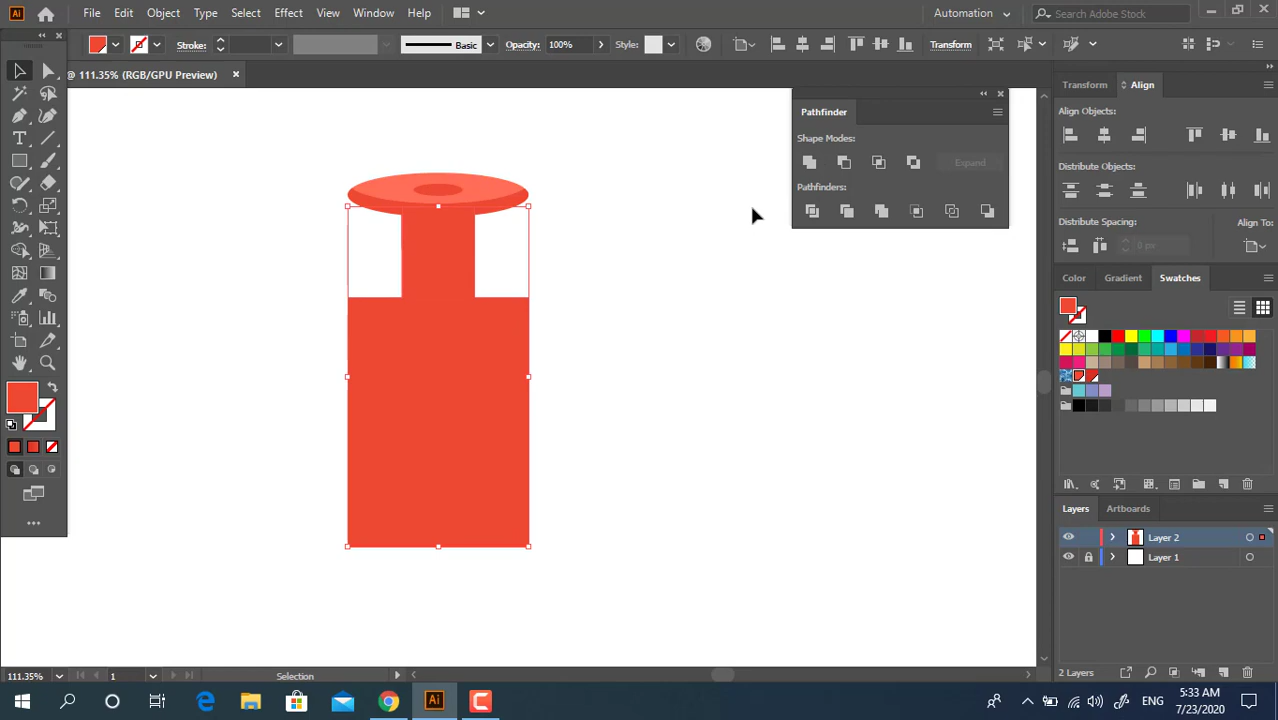 Ai File Edit Object Type Select Effect View Window Help Automation Search Adobe Stock
Stroke: Basic Opacity: 100% Style: Transform
@ 111.35% (RGB/GPU Preview) ×
Pathfinder
Shape Modes:
Expand
Pathfinders:
Transform Align
Align Objects:
Distribute Objects:
Distribute Spacing: Align To:
0 px
Color Gradient Swatches
Layers Artboards
Layer 2
Layer 1
2 Layers
111.35% 1 Selection
Ai ENG 5:33 AM
7/23/2020